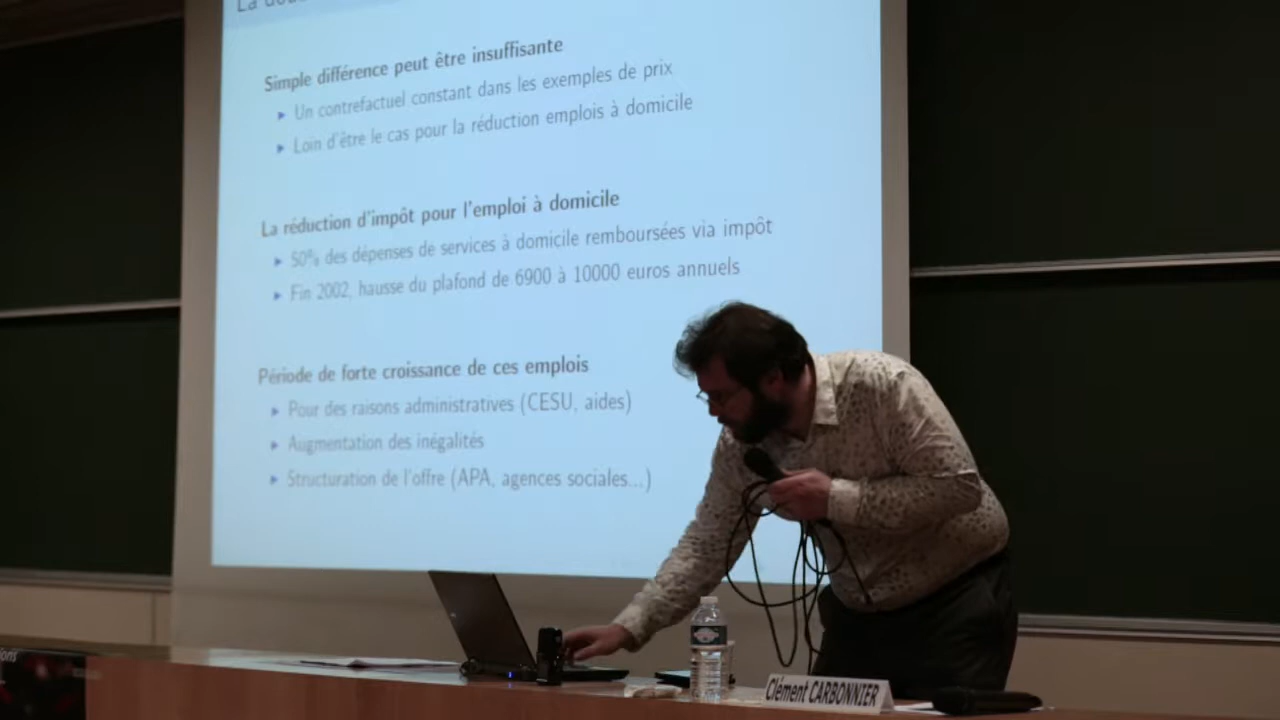 Simple différence peut être insuffisante
Un contrefactuel constant dans les exemples de prix
Loin d'être le cas pour la réduction emplois à domicile
La réduction d'impôt pour l'emploi à domicile
50% des dépenses de services à domicile remboursées via impôt
Fin 2002, hausse du plafond de 6900 à 10000 euros annuels
Période de forte croissance de ces emplois
Pour des raisons administratives (CESU, aides)
Augmentation des inégalités
Structuration de l'offre (APA, agences sociales...)
Clément CARBONNIER